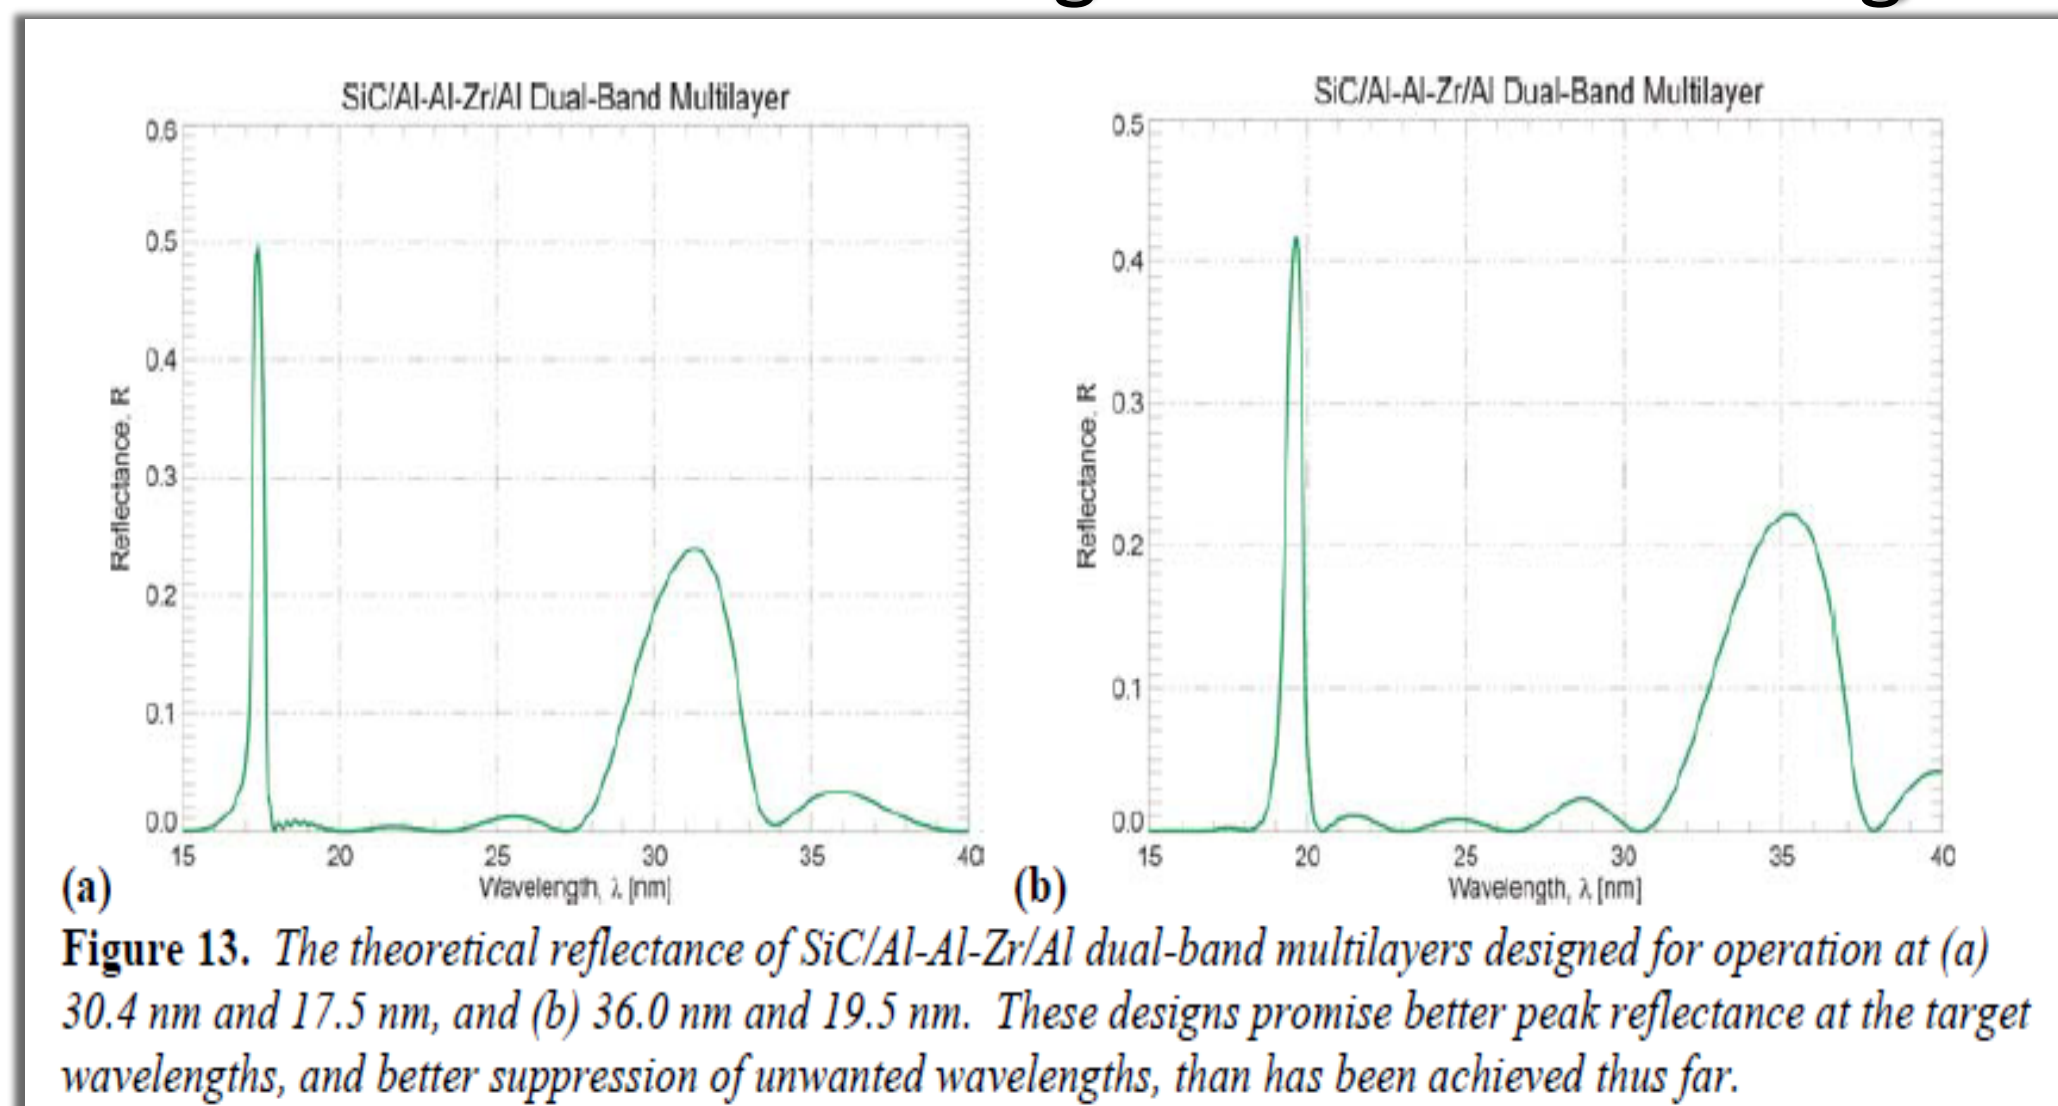 SiC/Al-Al-Zr/Al Dual-Band Multilayer
0.6
0.5
0.4
0.3
0.2
0.1
0.0
Reflectance, R
15 20 25 30 35 40
Wavelength, λ [nm]
(a)
SiC/Al-Al-Zr/Al Dual-Band Multilayer
0.5
0.4
0.3
0.2
0.1
0.0
Reflectance, R
15 20 25 30 35 40
Wavelength, λ [nm]
(b)
Figure 13. The theoretical reflectance of SiC/Al-Al-Zr/Al dual-band multilayers designed for operation at (a)
30.4 nm and 17.5 nm, and (b) 36.0 nm and 19.5 nm. These designs promise better peak reflectance at the target
wavelengths, and better suppression of unwanted wavelengths, than has been achieved thus far.